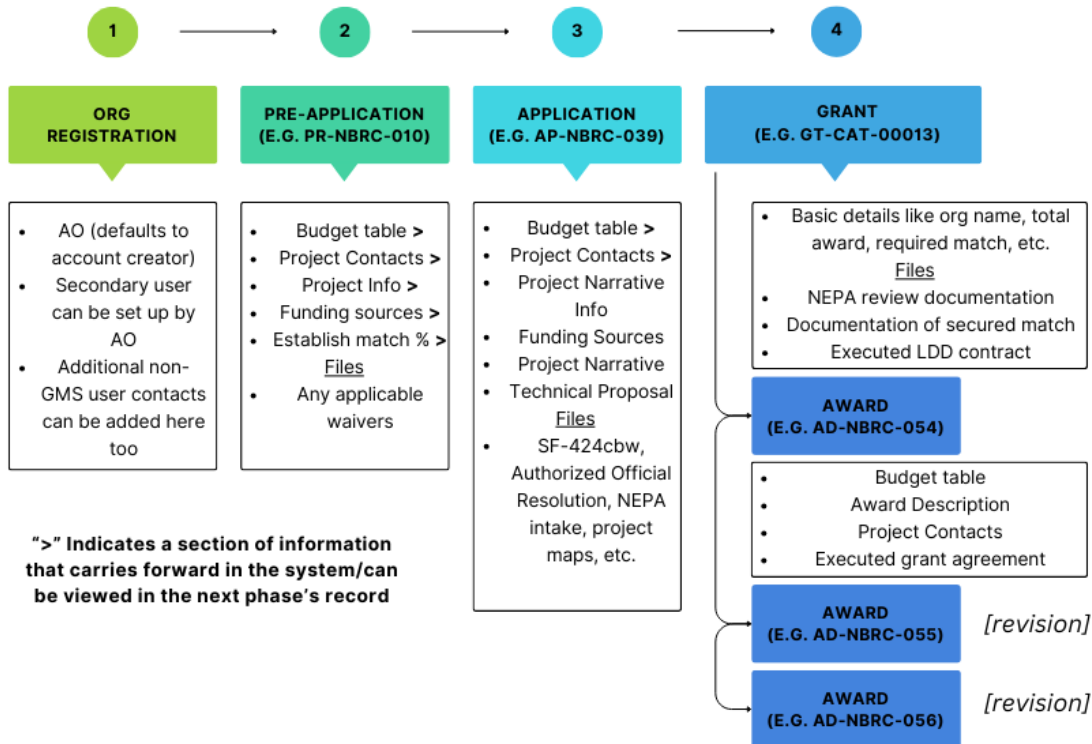 1
2
3
4
ORG
REGISTRATION
PRE-APPLICATION
(E.G. PR-NBRC-010)
APPLICATION
(E.G. AP-NBRC-039)
GRANT
(E.G. GT-CAT-00013)
• AO (defaults to
account creator)
• Secondary user
can be set up by
AO
• Additional non-
GMS user contacts
can be added here
too
• Budget table >
• Project Contacts >
• Project Info >
• Funding sources >
• Establish match % >
Files
• Any applicable
waivers
• Budget table >
• Project Contacts >
• Project Narrative
Info
• Funding Sources
• Project Narrative
• Technical Proposal
Files
• SF-424cbw,
Authorized Official
Resolution, NEPA
intake, project
maps, etc.
• Basic details like org name, total
award, required match, etc.
Files
• NEPA review documentation
• Documentation of secured match
• Executed LDD contract
AWARD
(E.G. AD-NBRC-054)
• Budget table
• Award Description
• Project Contacts
• Executed grant agreement
AWARD
(E.G. AD-NBRC-055)
[revision]
AWARD
(E.G. AD-NBRC-056)
[revision]
“>” Indicates a section of information
that carries forward in the system/can
be viewed in the next phase’s record